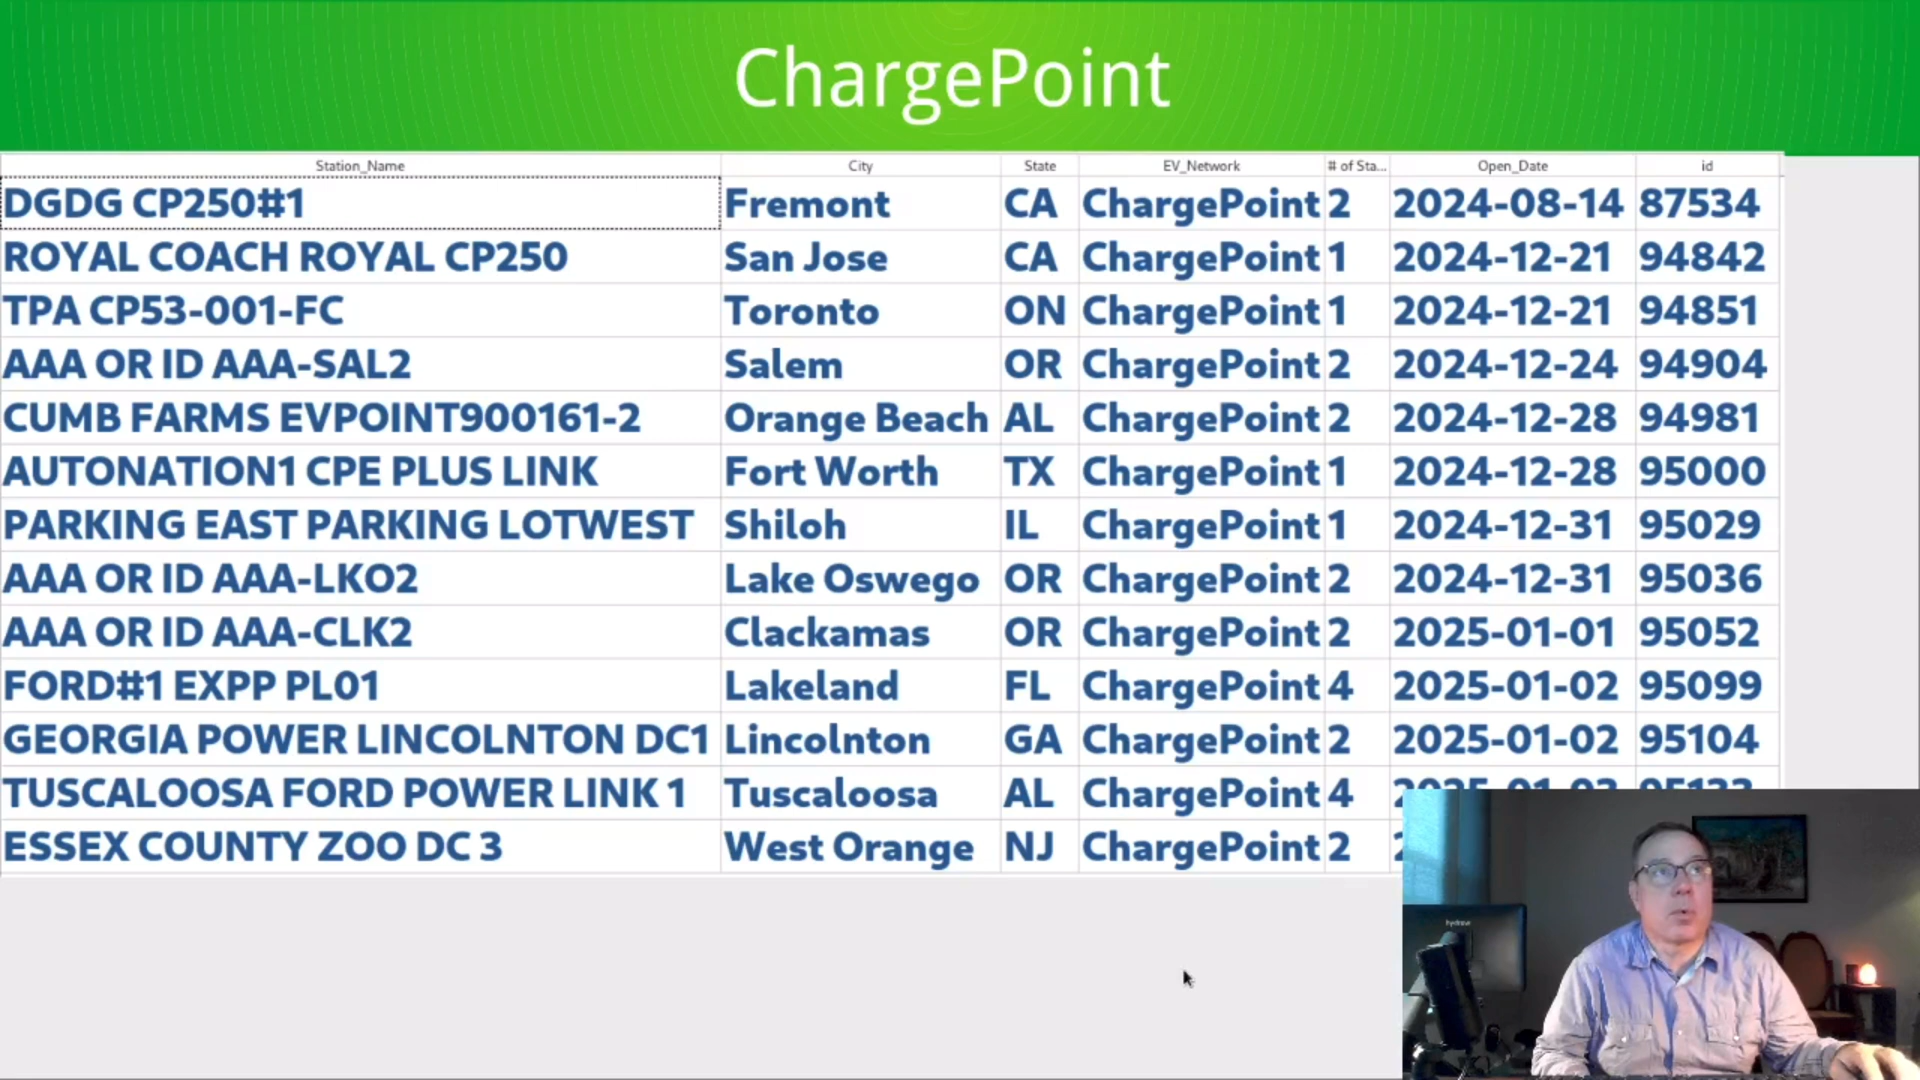 ChargePoint
Station_Name City State EV_Network # of Sta... Open_Date id
DGDG CP250#1 Fremont CA ChargePoint 2 2024-08-14 87534
ROYAL COACH ROYAL CP250 San Jose CA ChargePoint 1 2024-12-21 94842
TPA CP53-001-FC Toronto ON ChargePoint 1 2024-12-21 94851
AAA OR ID AAA-SAL2 Salem OR ChargePoint 2 2024-12-24 94904
CUMB FARMS EVPOINT900161-2 Orange Beach AL ChargePoint 2 2024-12-28 94981
AUTONATION1 CPE PLUS LINK Fort Worth TX ChargePoint 1 2024-12-28 95000
PARKING EAST PARKING LOTWEST Shiloh IL ChargePoint 1 2024-12-31 95029
AAA OR ID AAA-LKO2 Lake Oswego OR ChargePoint 2 2024-12-31 95036
AAA OR ID AAA-CLK2 Clackamas OR ChargePoint 2 2025-01-01 95052
FORD#1 EXPP PL01 Lakeland FL ChargePoint 4 2025-01-02 95099
GEORGIA POWER LINCOLNTON DC1 Lincolnton GA ChargePoint 2 2025-01-02 95104
TUSCALOOSA FORD POWER LINK 1 Tuscaloosa AL ChargePoint 4
ESSEX COUNTY ZOO DC 3 West Orange NJ ChargePoint 2